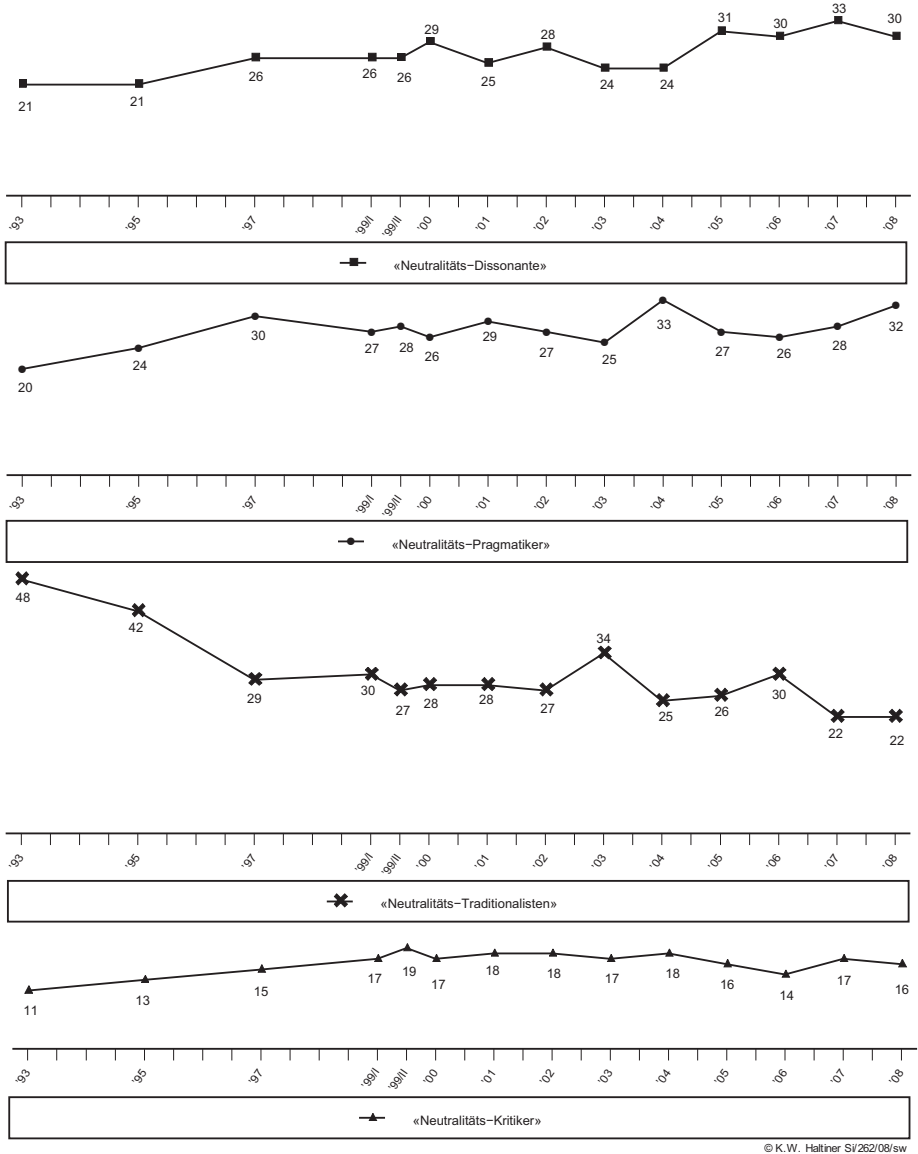 29 28 31 30 33 30
21 21 26 26 26 25 24 24
'93 '95 '97 '99/I '99/II '00 '01 '02 '03 '04 '05 '06 '07 '08
«Neutralitäts−Dissonante»
20 24 30 27 28 26 29 27 25 33 27 26 28 32
'93 '95 '97 '99/I '99/II '00 '01 '02 '03 '04 '05 '06 '07 '08
«Neutralitäts−Pragmatiker»
48 42 29 30 27 28 28 27 34 25 26 30 22 22
'93 '95 '97 '99/I '99/II '00 '01 '02 '03 '04 '05 '06 '07 '08
«Neutralitäts−Traditionalisten»
11 13 15 17 19 17 18 18 17 18 16 14 17 16
'93 '95 '97 '99/I '99/II '00 '01 '02 '03 '04 '05 '06 '07 '08
«Neutralitäts−Kritiker»
© K.W. Haltiner Si/262/08/sw